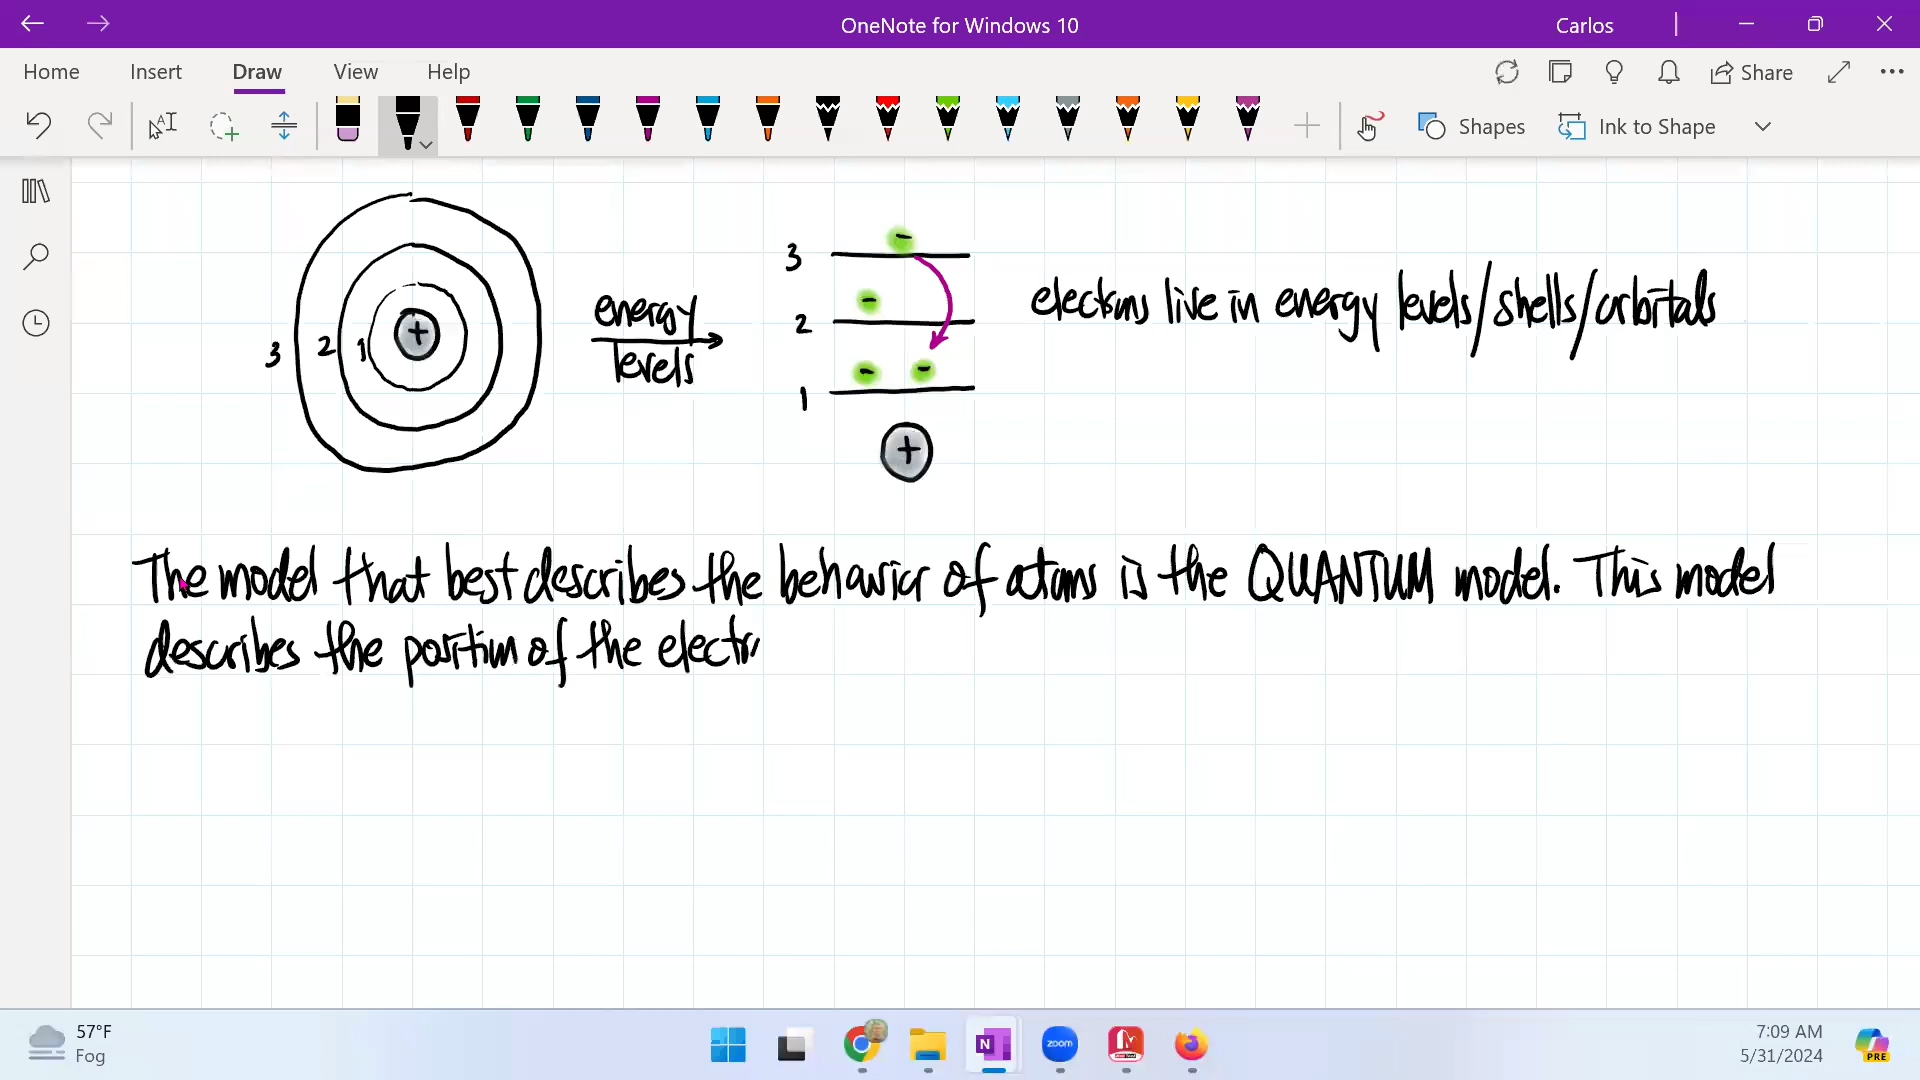 OneNote for Windows 10
Carlos
Home Insert Draw View Help
Share
Shapes
Ink to Shape
3 2 1 +
energy
levels
3 -
2 -
1 - -
+
electrons live in energy levels/shells/orbitals
The model that best describes the behavior of atoms is the QUANTUM model. This model
describes the position of the electr
57°F
Fog
N
zoom
7:09 AM
5/31/2024
PRE